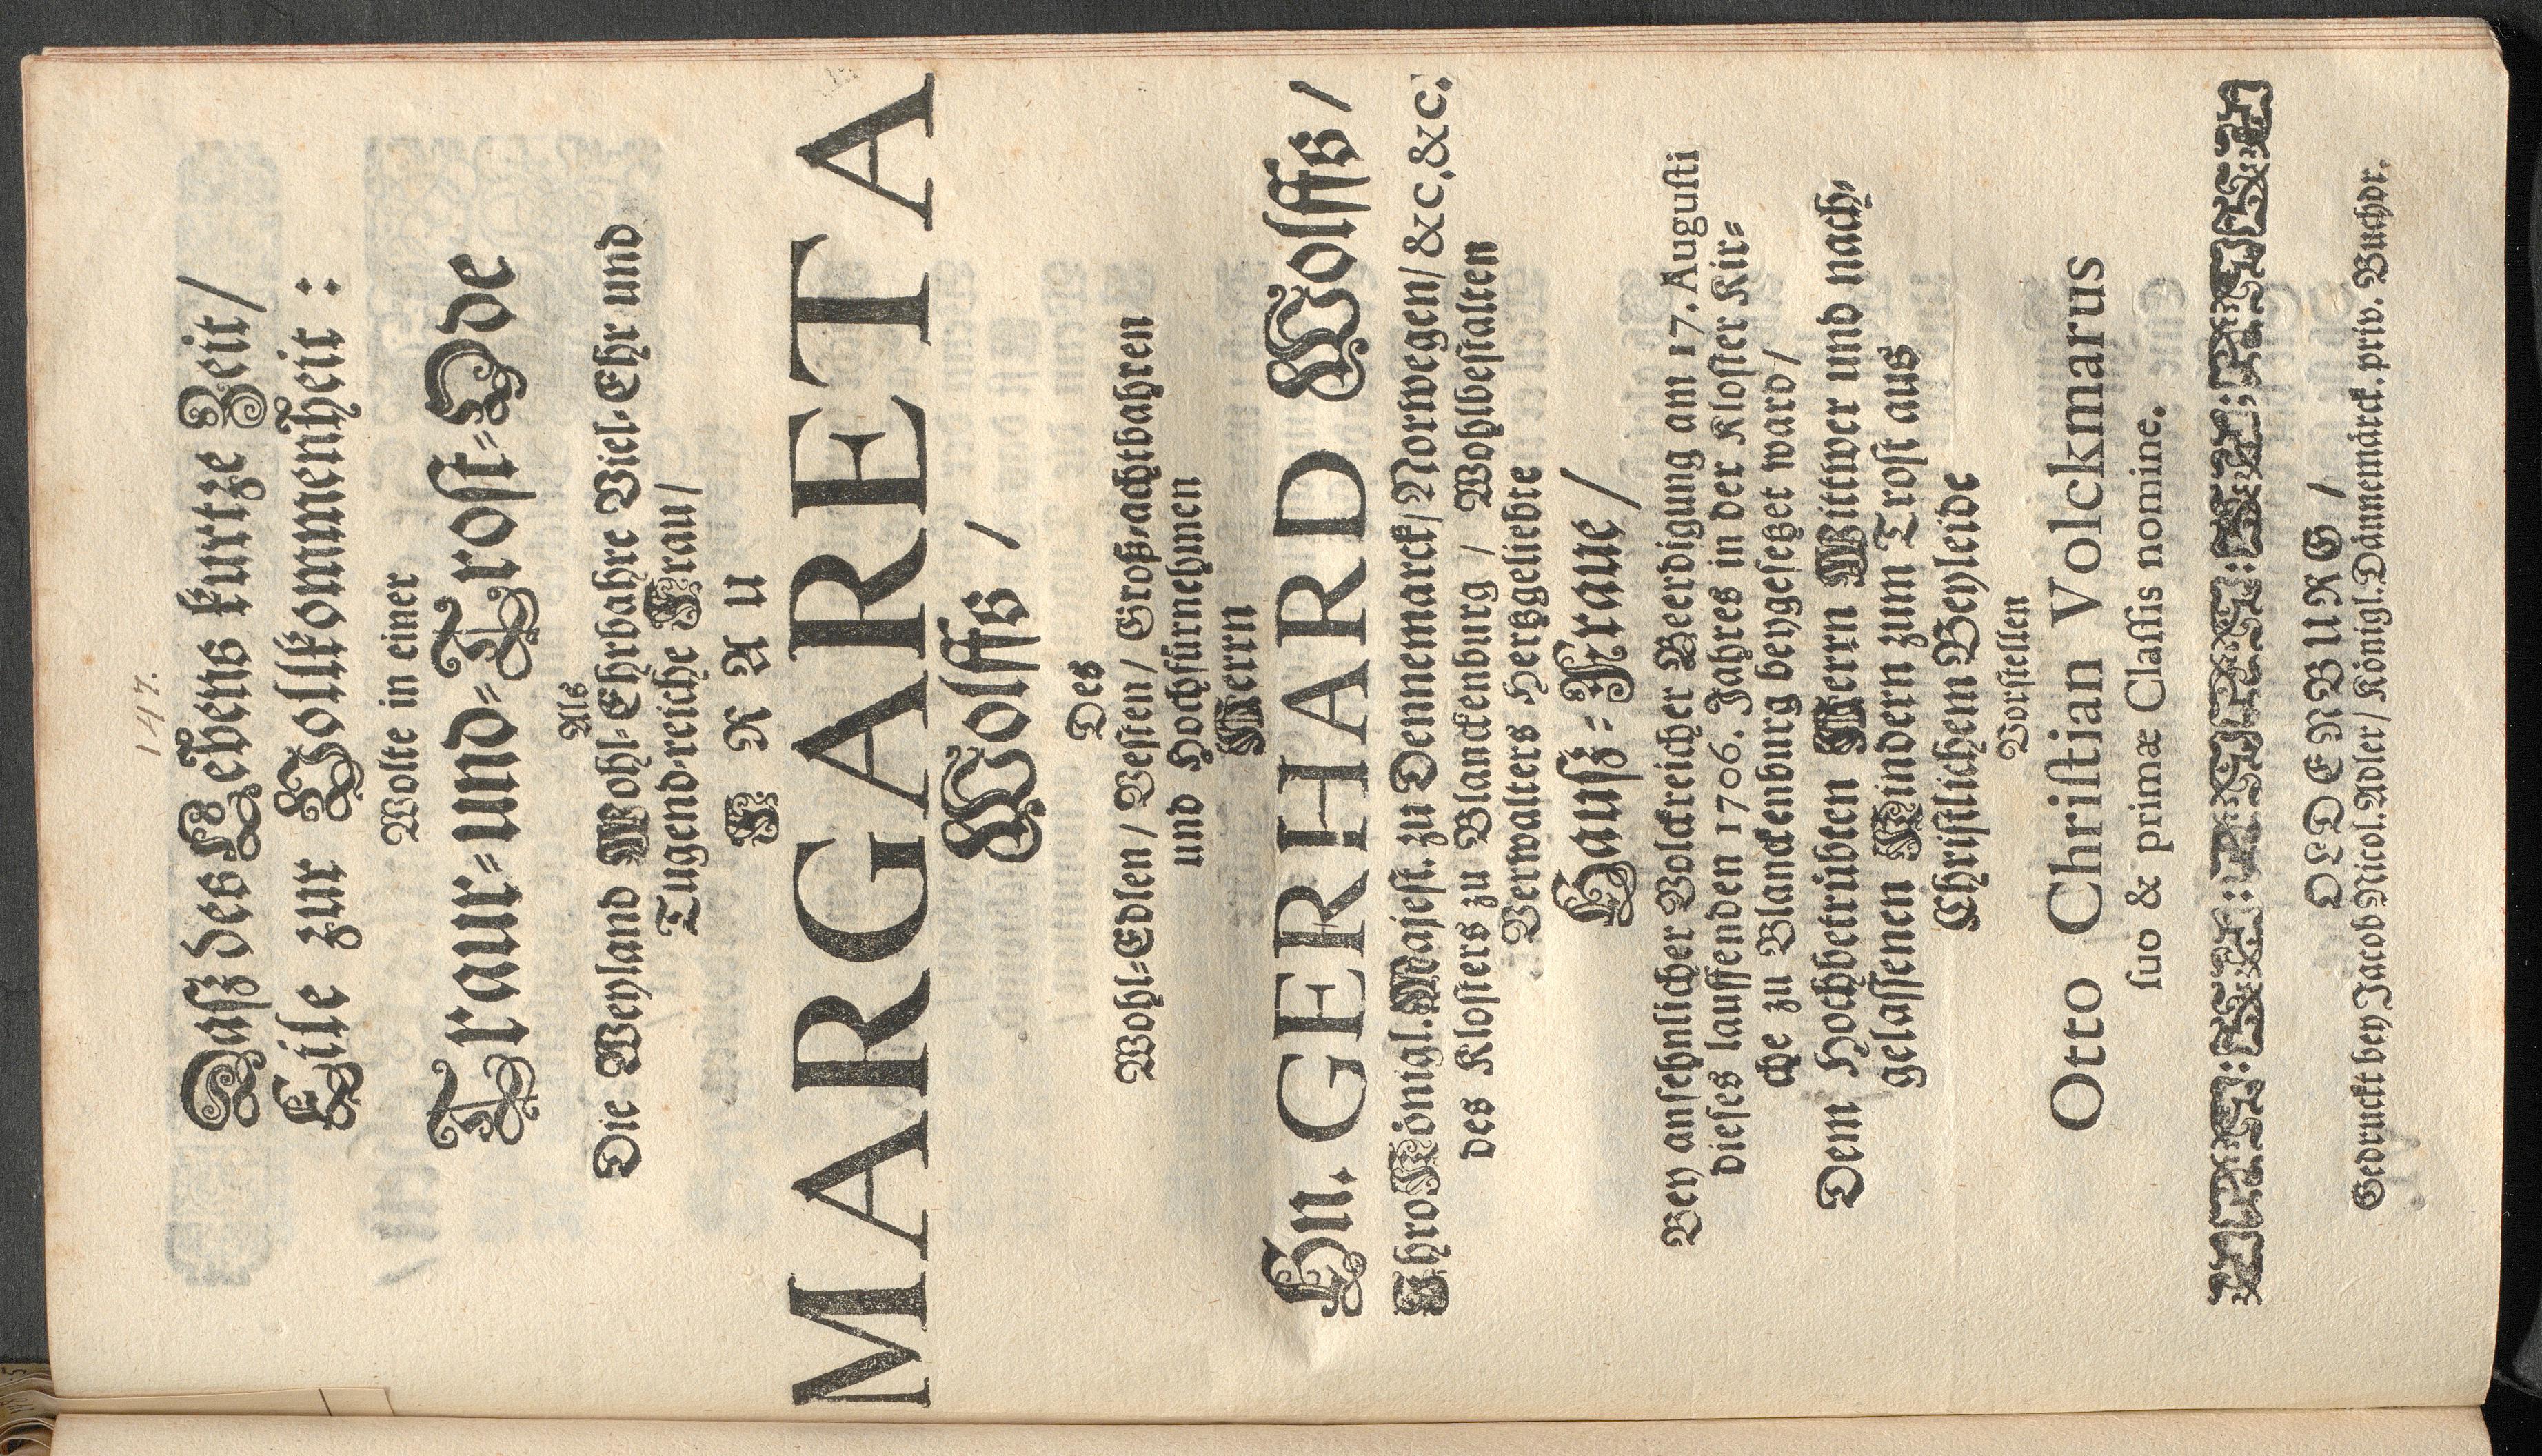 147.
Daß des Lebens kurtze Zeit/
Eile zur Vollkommenheit :
Wolte in einer
Traur-und-Trost-Ode
Als
Die Weyland Wohl-Ehrbahre Viel-Ehr und
Tugend-reiche Frau/
FRAU
MARGARETA
Wolffs /
Des
Wohl-Edlen / Vesten / Groß-achtbahren
und Hochfürnehmen
Herrn
Hn. GERHARD Wolffs /
Ihro Königl. Majest. zu Dennemarck/ Norwegen/ &c. &c.
des Klosters zu Blanckenburg / Wohlbestalten
Verwalters Hertzgeliebte
Hauß-Fraue /
Bey ansehnlicher Volckreicher Beerdigung am 17. Augusti
dieses lauffenden 1706. Jahres in der Kloster Kir-
che zu Blanckenburg beygesetzet ward /
Dem Hochbetrübten Herrn Wittwer und nach-
gelassenen Kindern zum Trost aus
Christlichem Beyleide
Vorstellen
Otto Christian Volckmarus
suo & primæ Classis nomine.
OLDENBURG /
Gedruckt bey Jacob Nicol. Adler / Königl. Dännemärck. priv. Buchdr.